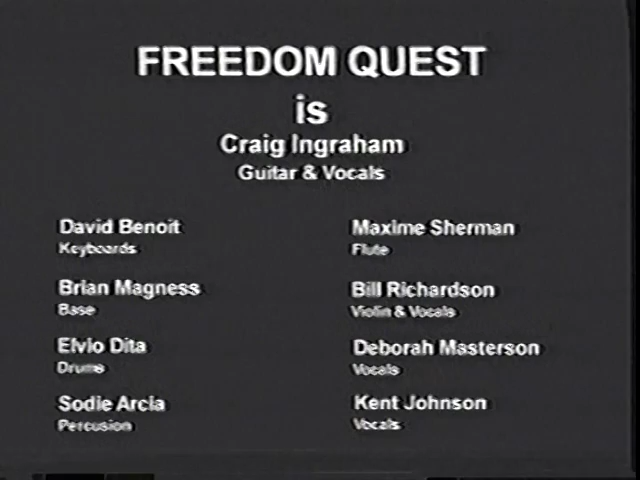 FREEDOM QUEST
is
Craig Ingraham
Guitar & Vocals
David Benoit
Keyboards
Brian Magness
Base
Elvio Dita
Drums
Sodie Arcia
Percusion
Maxime Sherman
Flute
Bill Richardson
Violin & Vocals
Deborah Masterson
Vocals
Kent Johnson
Vocals